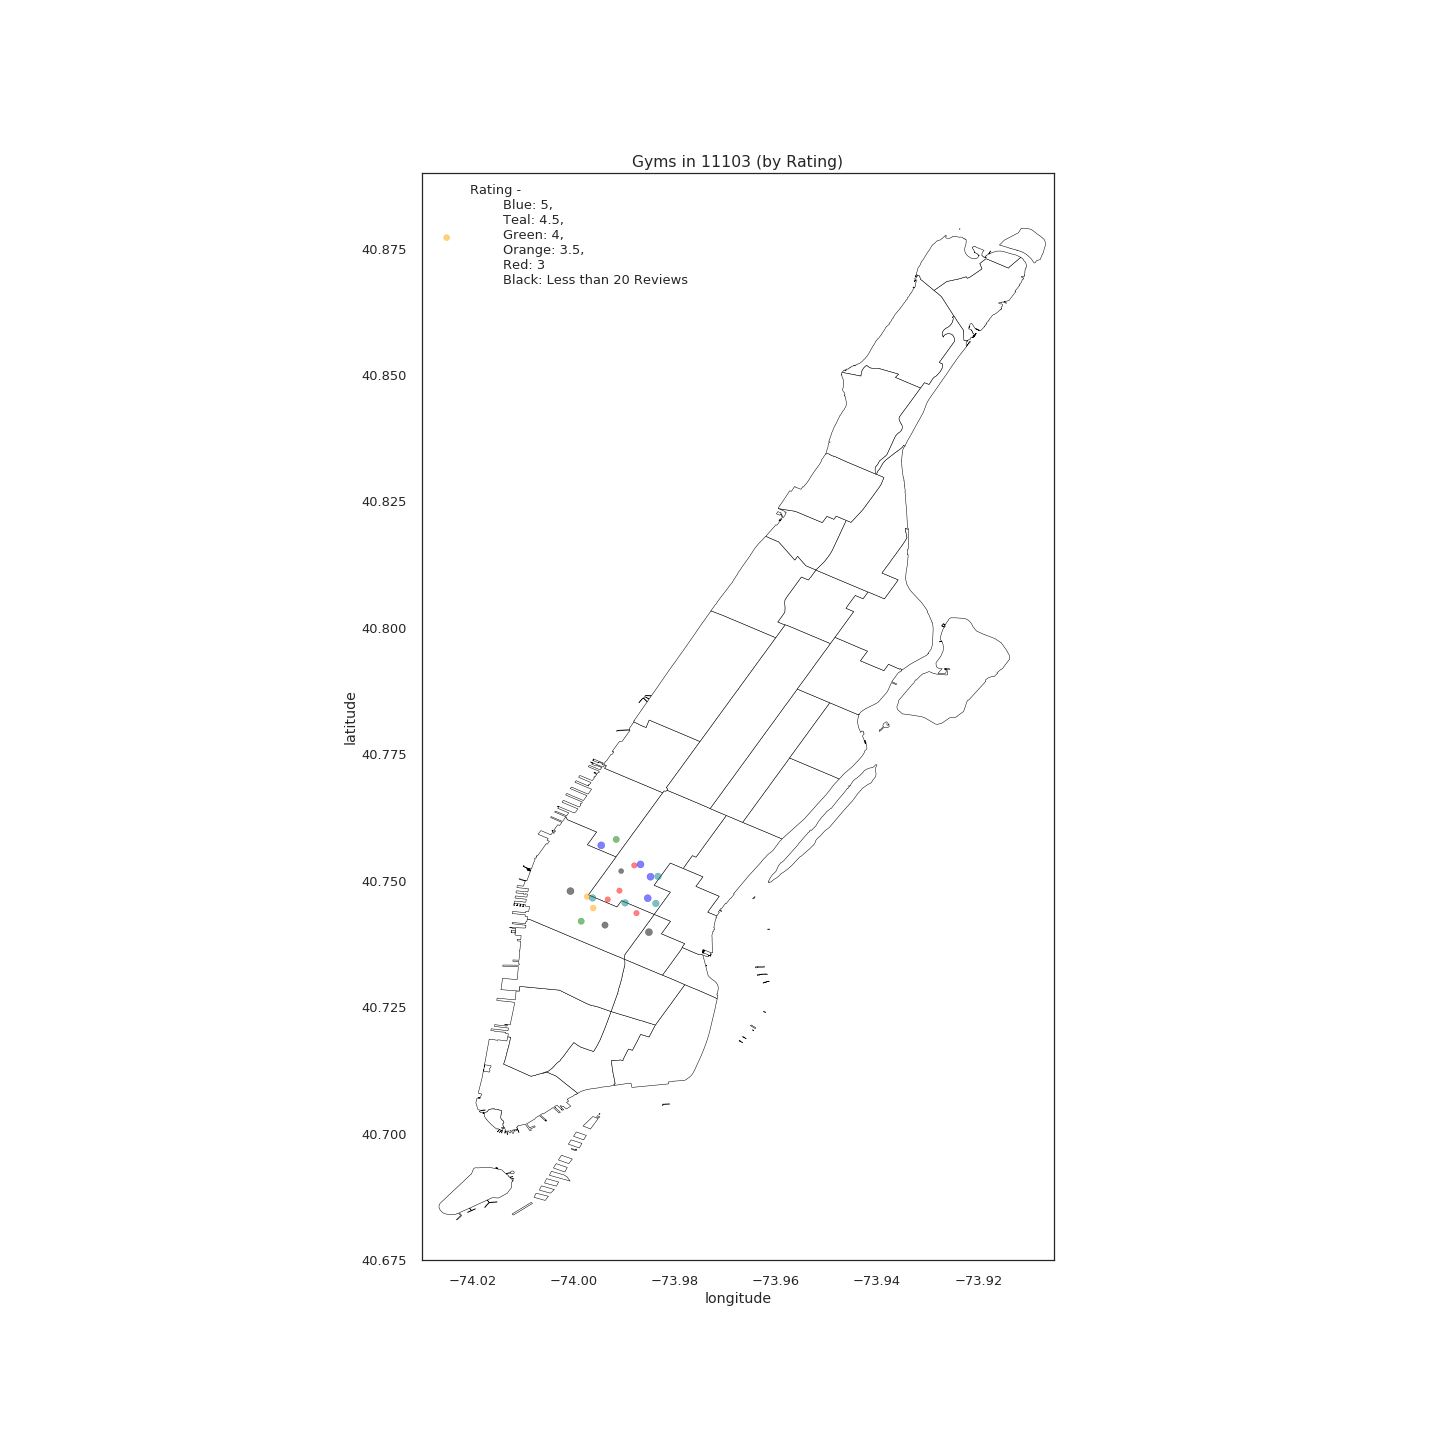 Gyms in 11103 (by Rating)
Rating -
Blue: 5,
Teal: 4.5,
Green: 4,
Orange: 3.5,
Red: 3
Black: Less than 20 Reviews
40.875
40.850
40.825
40.800
40.775
40.750
40.725
40.700
40.675
latitude
−74.02 −74.00 −73.98 −73.96 −73.94 −73.92
longitude